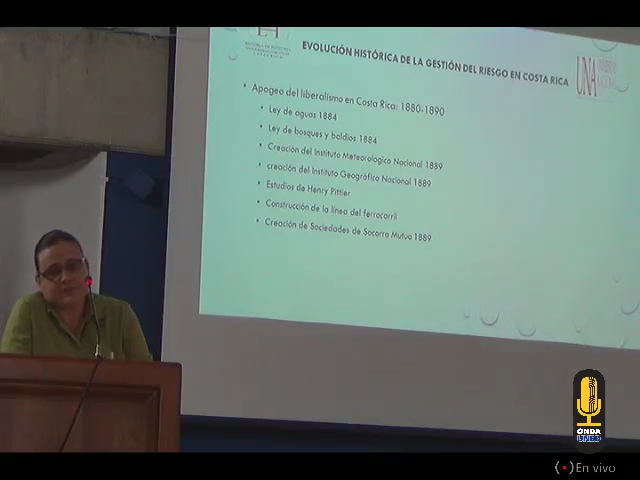 EVOLUCIÓN HISTÓRICA DE LA GESTIÓN DEL RIESGO EN COSTA RICA
UNA
• Apogeo del liberalismo en Costa Rica: 1880-1890
• Ley de aguas 1884
• Ley de bosques y baldíos 1884
• Creación del Instituto Meteorologico Nacional 1889
• creación del Instituto Geográfico Nacional 1889
• Estudios de Henry Pittier
• Construcción de la línea del ferrocarril
• Creación de Sociedades de Socorro Mutuo 1889
ONDA
UNED
En vivo